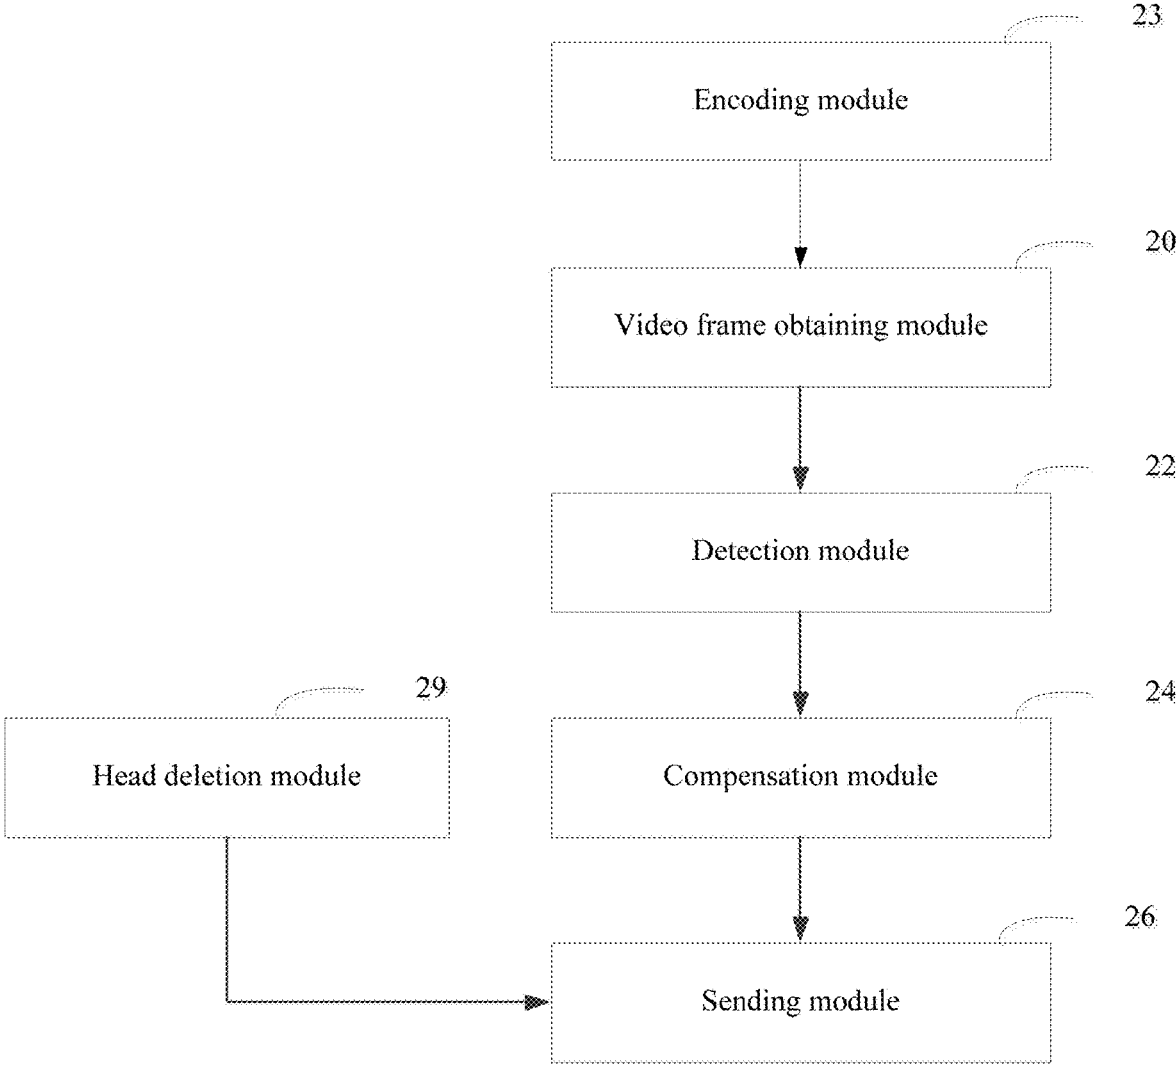 23
Encoding module
20
Video frame obtaining module
22
Detection module
29
24
Head deletion module
Compensation module
26
Sending module